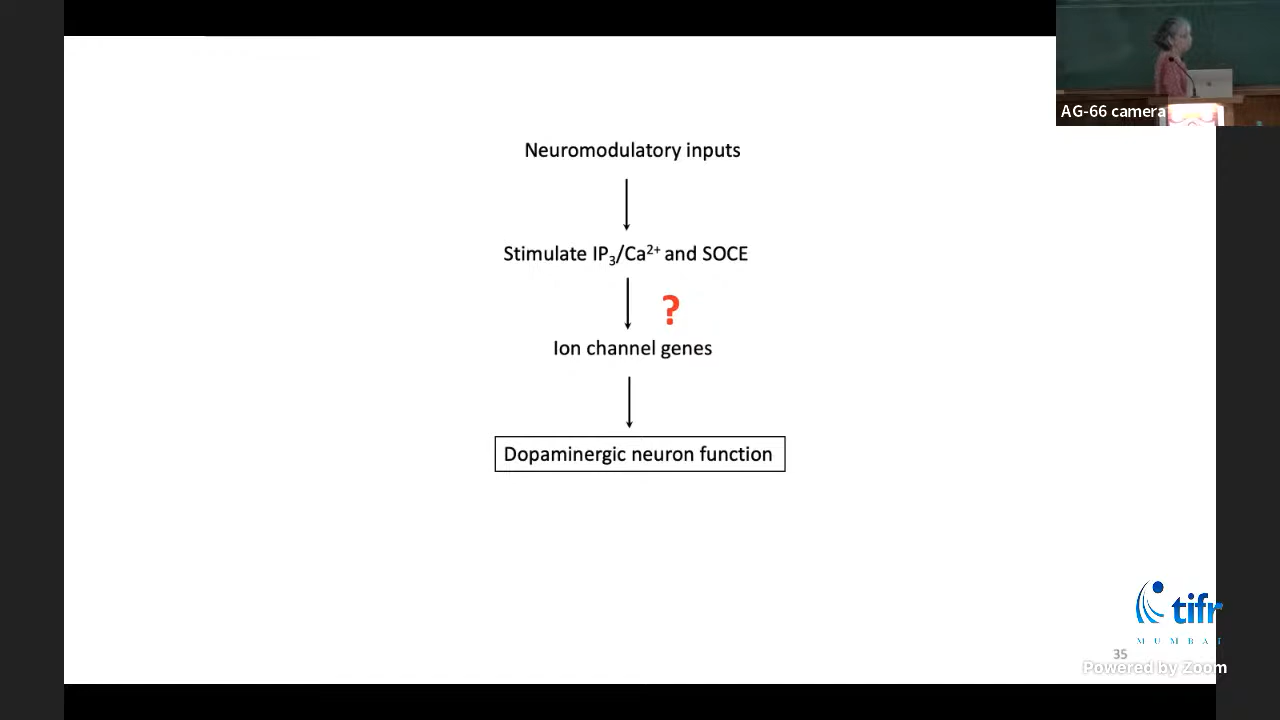 AG-66 camera
Neuromodulatory inputs
Stimulate IP₃/Ca²⁺ and SOCE
?
Ion channel genes
Dopaminergic neuron function
tifr
MUMBAI
35
Powered by Zoom